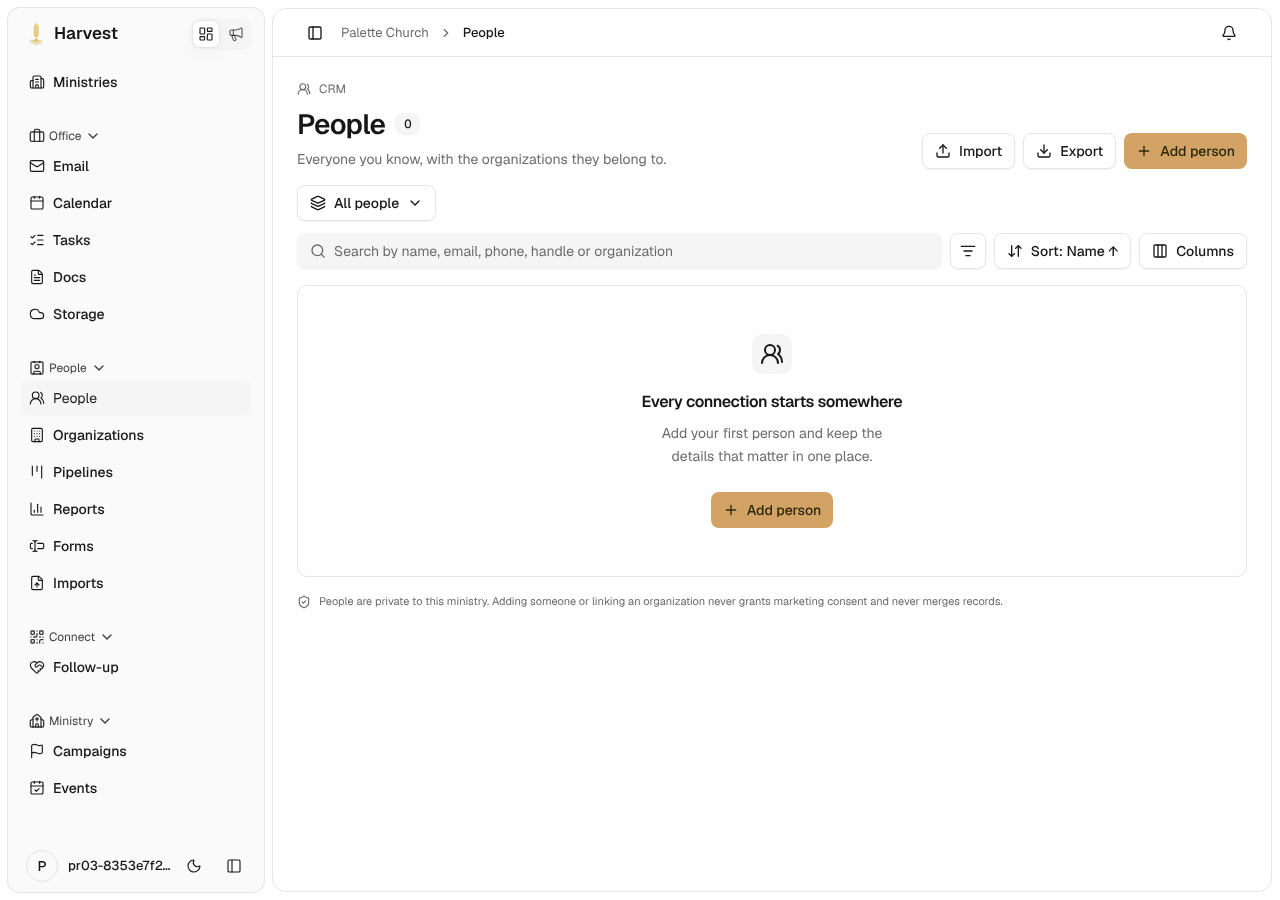 Harvest
Ministries
Office
Email
Calendar
Tasks
Docs
Storage
People
People
Organizations
Pipelines
Reports
Forms
Imports
Connect
Follow-up
Ministry
Campaigns
Events
P pr03-8353e7f2...
Palette Church > People
CRM
People 0
Everyone you know, with the organizations they belong to.
Import Export + Add person
All people
Search by name, email, phone, handle or organization
Sort: Name ↑ Columns
Every connection starts somewhere
Add your first person and keep the
details that matter in one place.
+ Add person
People are private to this ministry. Adding someone or linking an organization never grants marketing consent and never merges records.